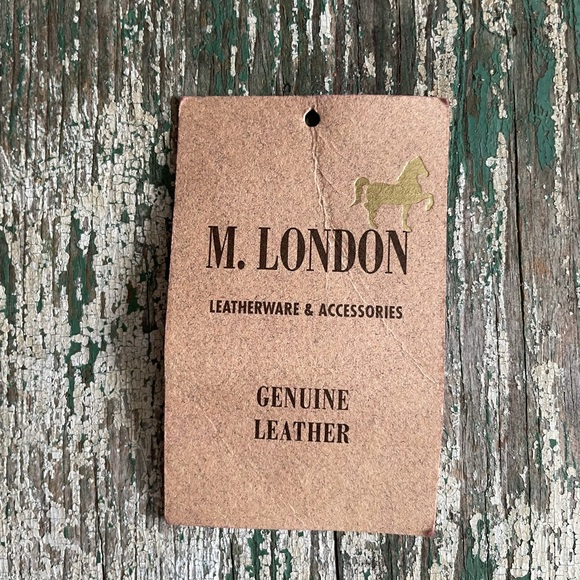 M. LONDON
LEATHERWARE & ACCESSORIES
GENUINE
LEATHER